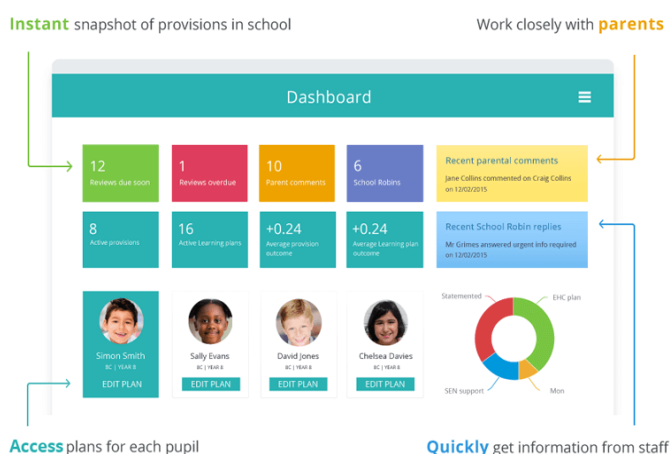 Instant snapshot of provisions in school
Work closely with parents
Dashboard
12
Reviews due soon
1
Reviews overdue
10
Parent comments
6
School Robins
Recent parental comments
Jane Collins commented on Craig Collins
on 12/02/2015
8
Active provisions
16
Active Learning plans
+0.24
Average provision
outcome
+0.24
Average Learning plan
outcome
Recent School Robin replies
Mr Grimes answered urgent info required
on 12/02/2015
Simon Smith
8C | YEAR 8
EDIT PLAN
Sally Evans
8C | YEAR 8
EDIT PLAN
David Jones
8C | YEAR 8
EDIT PLAN
Chelsea Davies
8C | YEAR 8
EDIT PLAN
Statemented
EHC plan
SEN support
Mon
Access plans for each pupil
Quickly get information from staff